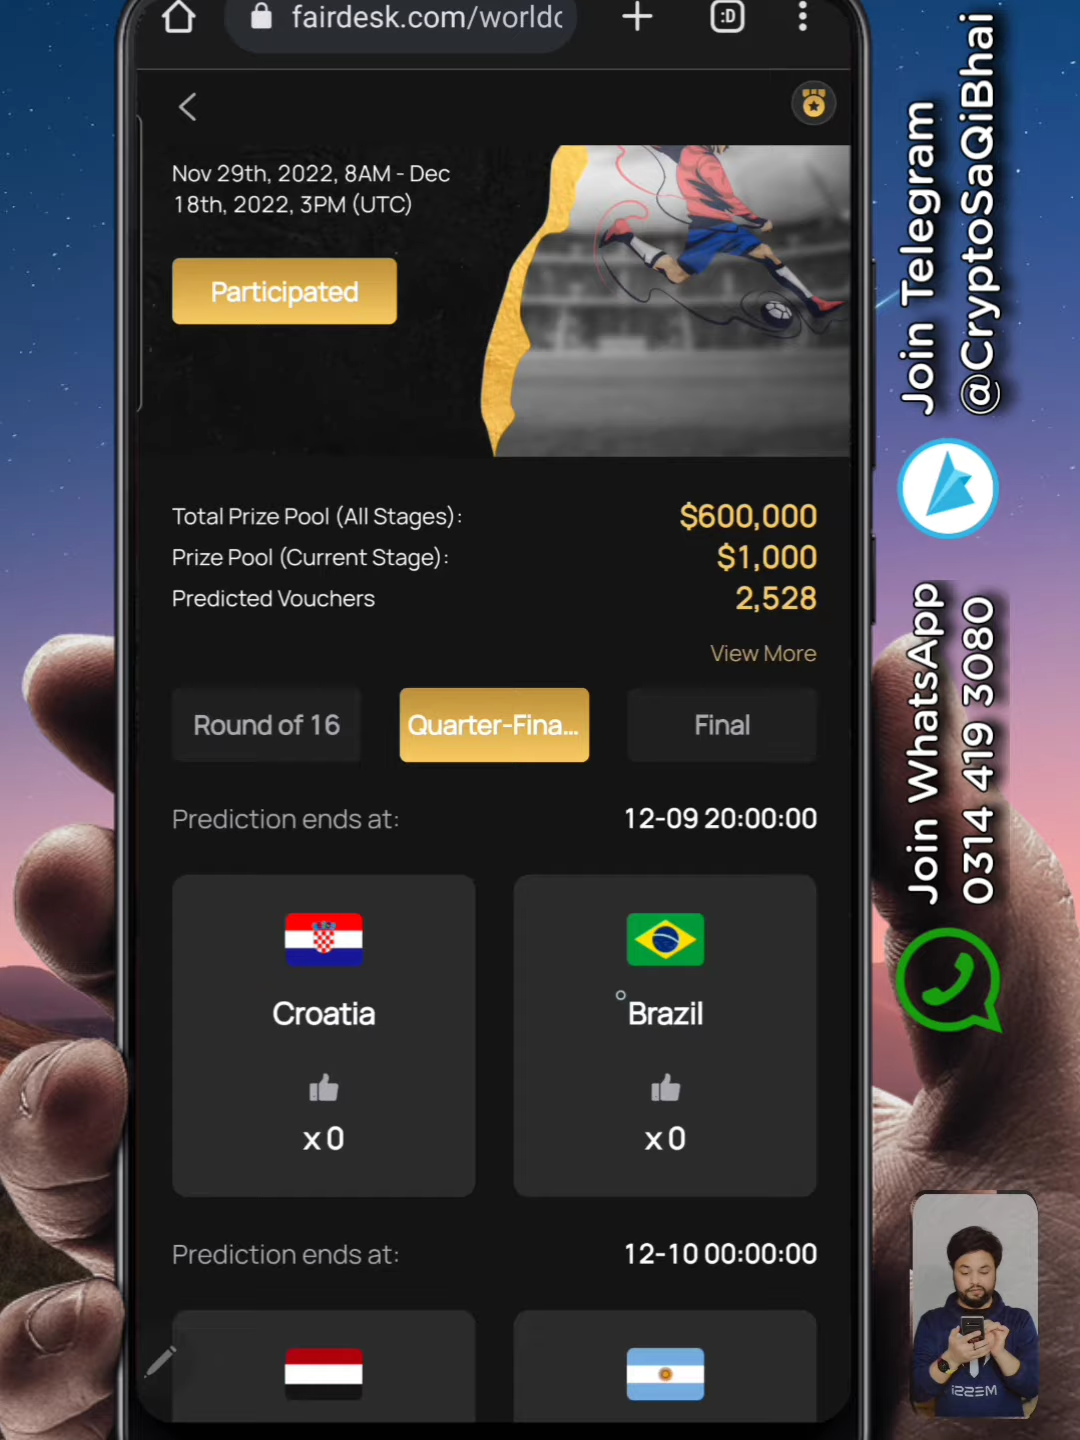 fairdesk.com/worldc
:D
Nov 29th, 2022, 8AM - Dec
18th, 2022, 3PM (UTC)
Participated
Total Prize Pool (All Stages):
$600,000
Prize Pool (Current Stage):
$1,000
Predicted Vouchers
2,528
View More
Round of 16
Quarter-Fina...
Final
Prediction ends at:
12-09 20:00:00
Croatia
Brazil
x 0
x 0
Prediction ends at:
12-10 00:00:00
Join Telegram
@CryptoSaQiBhai
Join WhatsApp
0314 419 3080
MESSI